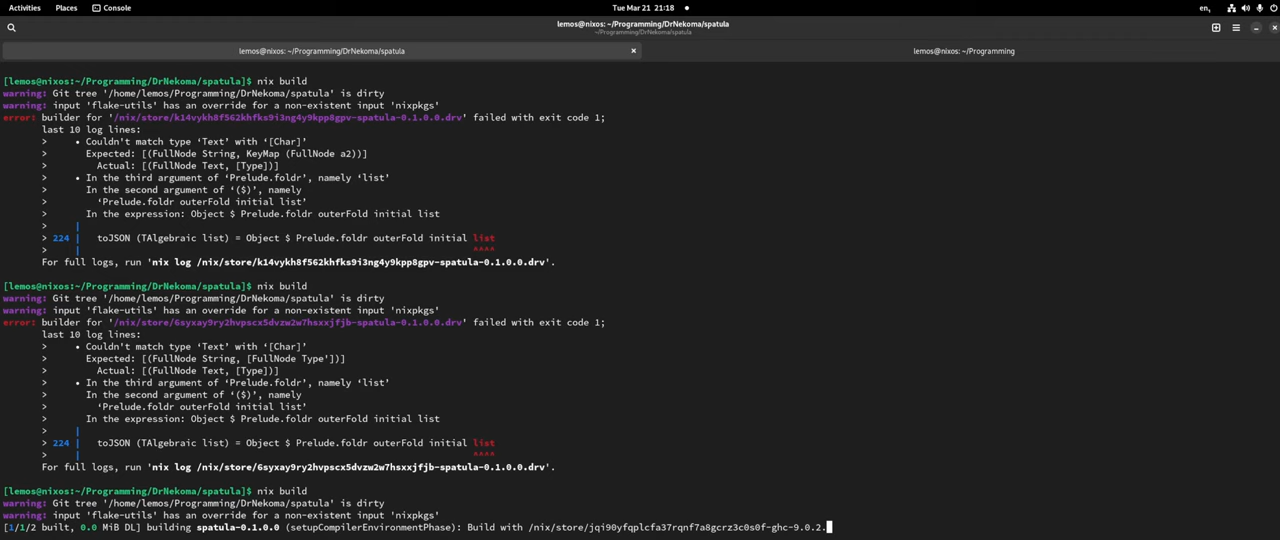 Activities Places Console Tue Mar 21 21:18 en,
lemos@nixos: ~/Programming/DrNekoma/spatula
~/Programming/DrNekoma/spatula
lemos@nixos: ~/Programming/DrNekoma/spatula lemos@nixos: ~/Programming
[lemos@nixos:~/Programming/DrNekoma/spatula]$ nix build
warning: Git tree '/home/lemos/Programming/DrNekoma/spatula' is dirty
warning: input 'flake-utils' has an override for a non-existent input 'nixpkgs'
error: builder for '/nix/store/k14vykh8f562khfks9i3ng4y9kpp8gpv-spatula-0.1.0.0.drv' failed with exit code 1;
last 10 log lines:
> • Couldn't match type ‘Text’ with ‘[Char]’
> Expected: [(FullNode String, KeyMap (FullNode a2))]
> Actual: [(FullNode Text, [Type])]
> • In the third argument of ‘Prelude.foldr’, namely ‘list’
> In the second argument of ‘($)’, namely
> ‘Prelude.foldr outerFold initial list’
> In the expression: Object $ Prelude.foldr outerFold initial list
> |
> 224 | toJSON (TAlgebraic list) = Object $ Prelude.foldr outerFold initial list
> | ^^^^
For full logs, run 'nix log /nix/store/k14vykh8f562khfks9i3ng4y9kpp8gpv-spatula-0.1.0.0.drv'.
[lemos@nixos:~/Programming/DrNekoma/spatula]$ nix build
warning: Git tree '/home/lemos/Programming/DrNekoma/spatula' is dirty
warning: input 'flake-utils' has an override for a non-existent input 'nixpkgs'
error: builder for '/nix/store/6syxay9ry2hvpscx5dvzw2w7hsxxjfjb-spatula-0.1.0.0.drv' failed with exit code 1;
last 10 log lines:
> • Couldn't match type ‘Text’ with ‘[Char]’
> Expected: [(FullNode String, [FullNode Type'])]
> Actual: [(FullNode Text, [Type])]
> • In the third argument of ‘Prelude.foldr’, namely ‘list’
> In the second argument of ‘($)’, namely
> ‘Prelude.foldr outerFold initial list’
> In the expression: Object $ Prelude.foldr outerFold initial list
> |
> 224 | toJSON (TAlgebraic list) = Object $ Prelude.foldr outerFold initial list
> | ^^^^
For full logs, run 'nix log /nix/store/6syxay9ry2hvpscx5dvzw2w7hsxxjfjb-spatula-0.1.0.0.drv'.
[lemos@nixos:~/Programming/DrNekoma/spatula]$ nix build
warning: Git tree '/home/lemos/Programming/DrNekoma/spatula' is dirty
warning: input 'flake-utils' has an override for a non-existent input 'nixpkgs'
[1/1/2 built, 0.0 MiB DL] building spatula-0.1.0.0 (setupCompilerEnvironmentPhase): Build with /nix/store/jqi90yfqplcfa37rqnf7a8gcrz3c0s0f-ghc-9.0.2.